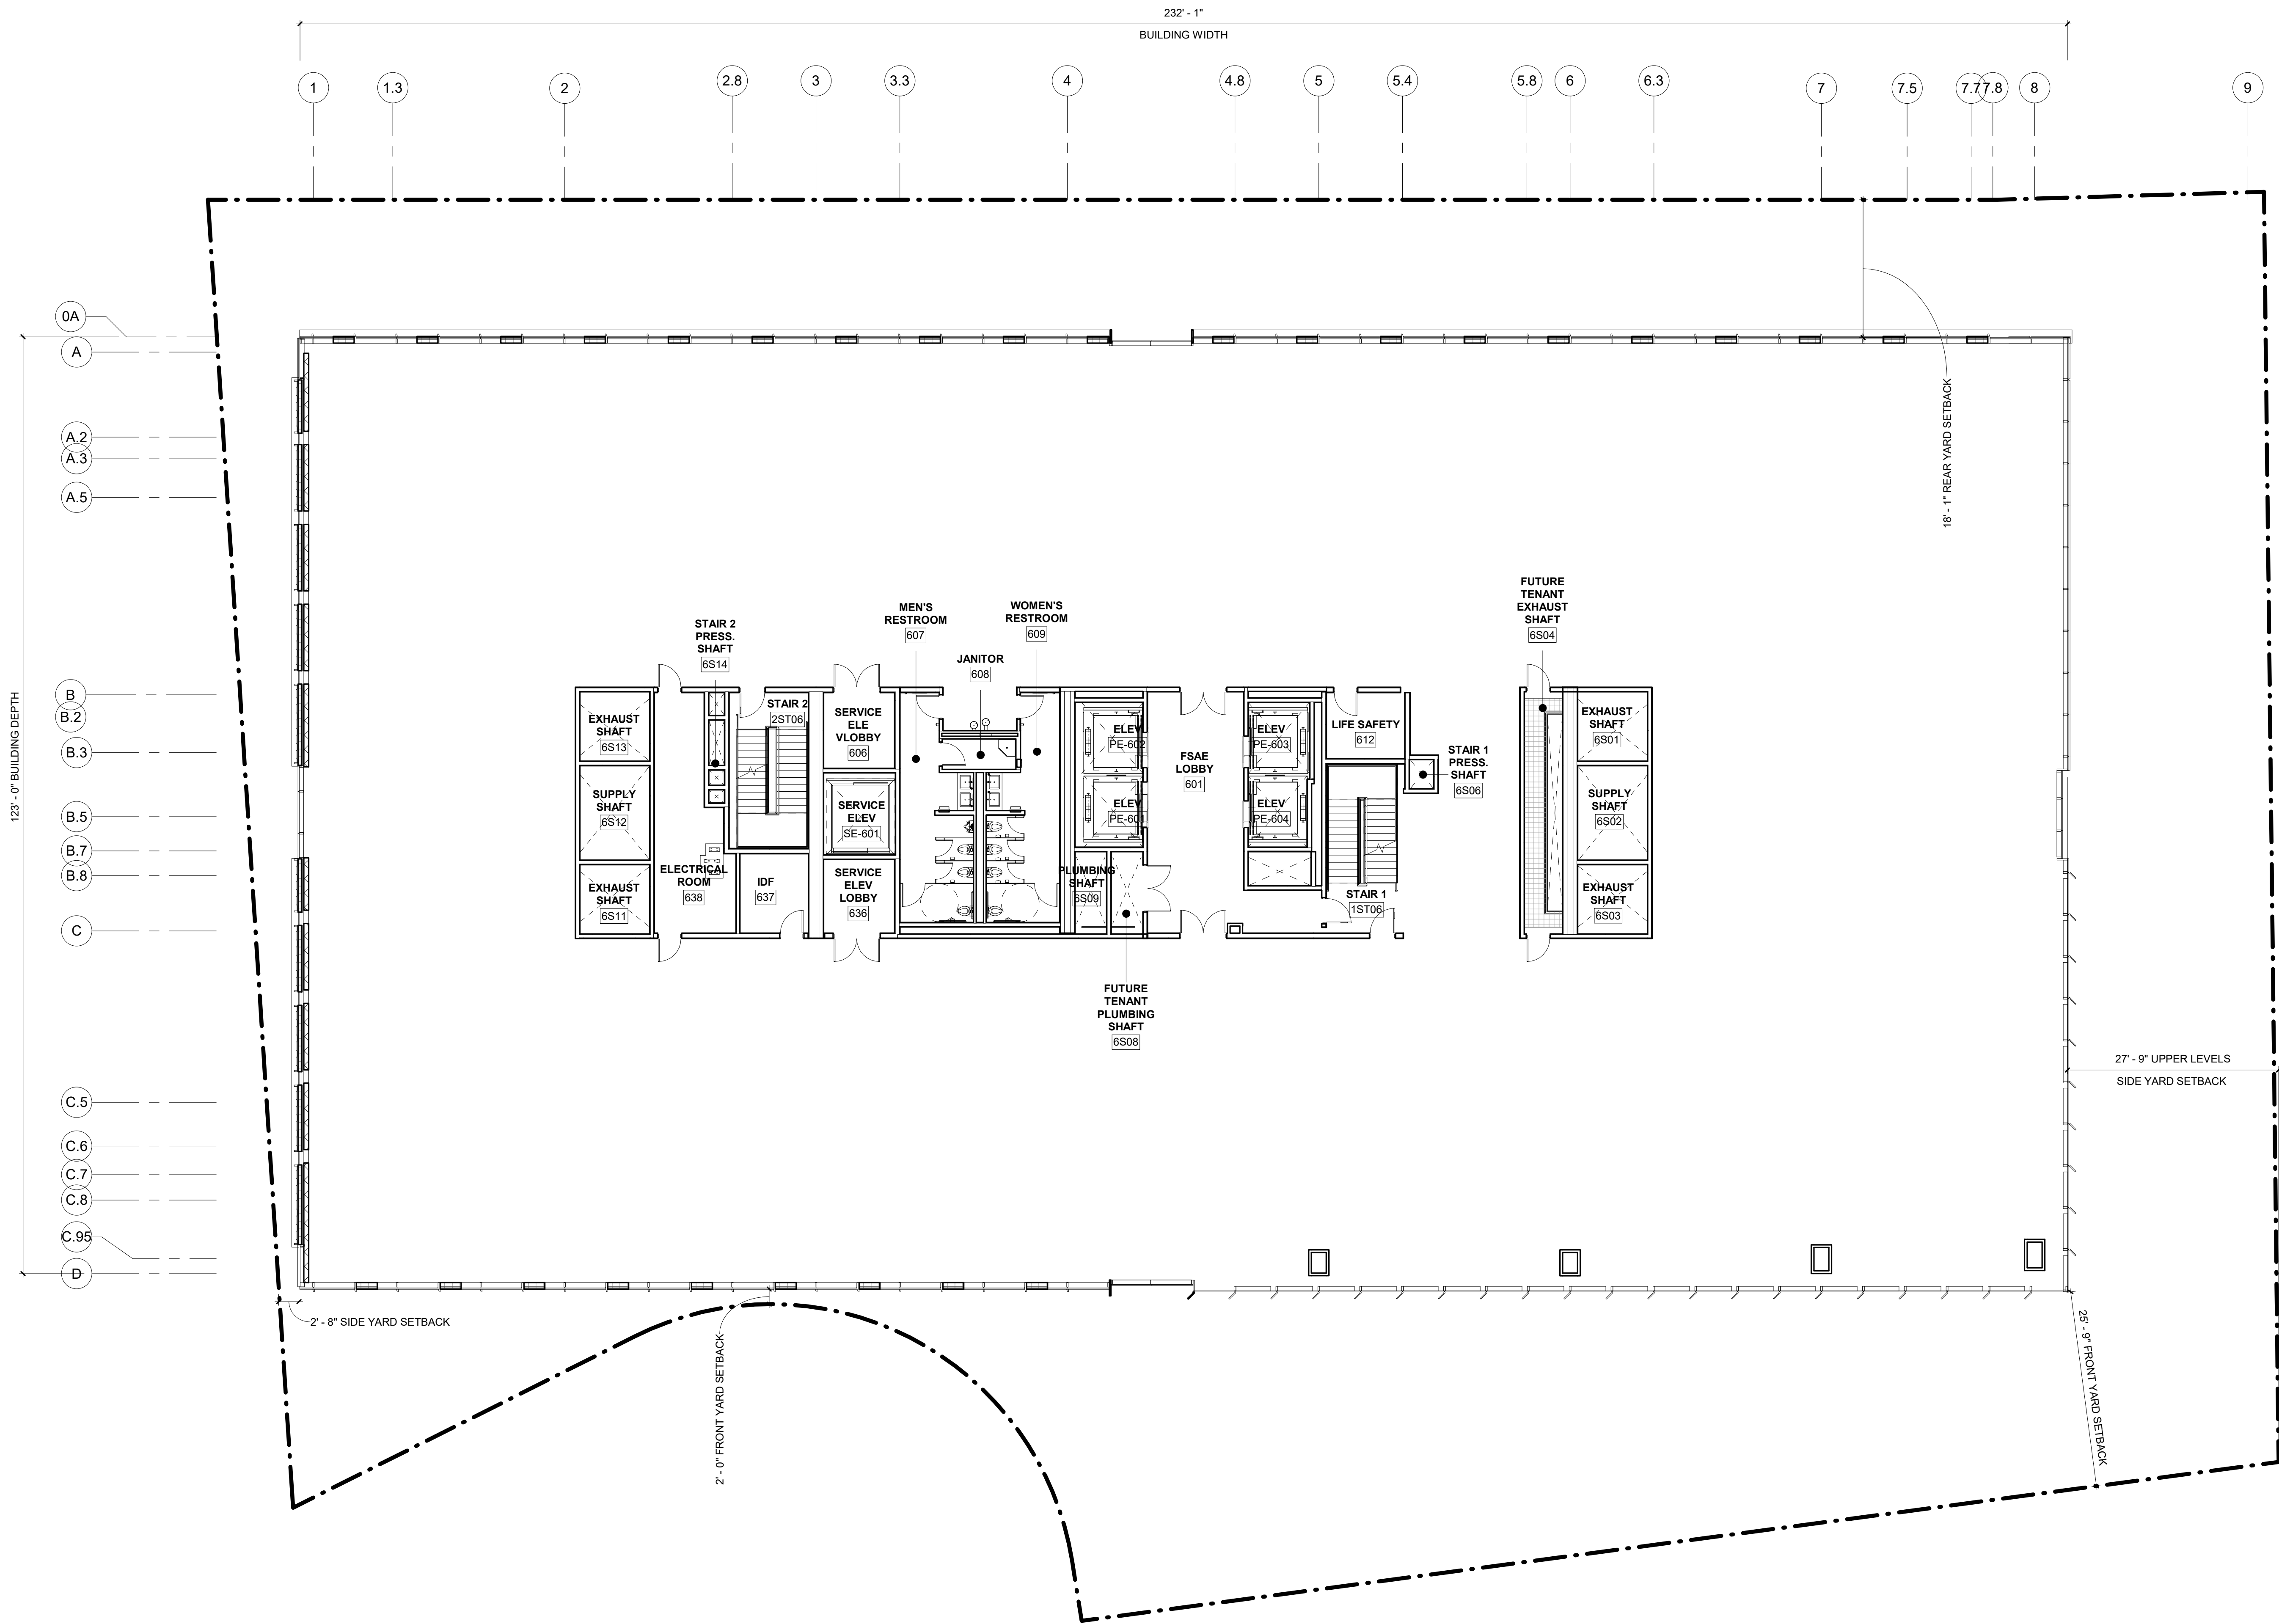 232' - 1"
BUILDING WIDTH
1
1.3
2
2.8
3
3.3
4
4.8
5
5.4
5.8
6
6.3
7
7.5
7.7
7.8
8
9
0A
A
A.2
A.3
A.5
B
B.2
B.3
B.5
B.7
B.8
C
C.5
C.6
C.7
C.8
C.95
D
123' - 0" BUILDING DEPTH
18' - 1" REAR YARD SETBACK
STAIR 2
PRESS.
SHAFT
6S14
MEN'S
RESTROOM
607
JANITOR
608
WOMEN'S
RESTROOM
609
FUTURE
TENANT
EXHAUST
SHAFT
6S04
EXHAUST
SHAFT
6S13
SUPPLY
SHAFT
6S12
EXHAUST
SHAFT
6S11
ELECTRICAL
ROOM
638
STAIR 2
2ST06
IDF
637
SERVICE
ELE
VLOBBY
606
SERVICE
ELEV
SE-601
SERVICE
ELEV
LOBBY
636
ELEV
PE-602
ELEV
PE-601
PLUMBING
SHAFT
6S09
FSAE
LOBBY
601
ELEV
PE-603
ELEV
PE-604
LIFE SAFETY
612
STAIR 1
PRESS.
SHAFT
6S06
STAIR 1
1ST06
EXHAUST
SHAFT
6S01
SUPPLY
SHAFT
6S02
EXHAUST
SHAFT
6S03
FUTURE
TENANT
PLUMBING
SHAFT
6S08
27' - 9" UPPER LEVELS
SIDE YARD SETBACK
2' - 8" SIDE YARD SETBACK
2' - 0" FRONT YARD SETBACK
25' - 9" FRONT YARD SETBACK